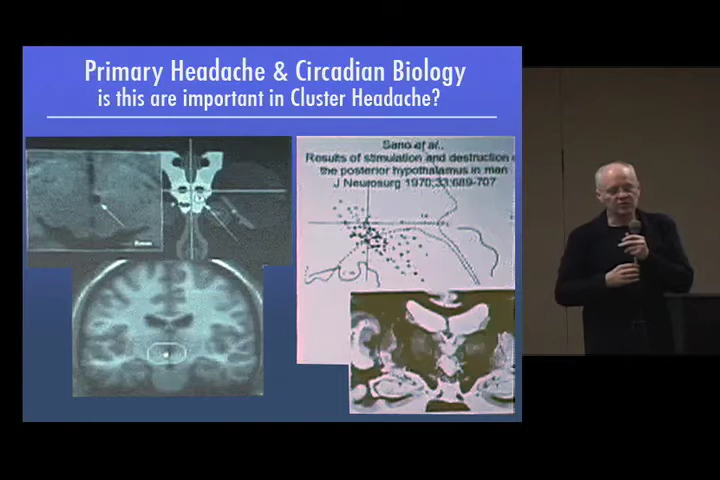 Primary Headache & Circadian Biology
is this are important in Cluster Headache?
Sano et al.,
Results of stimulation and destruction o
the posterior hypothalamus in man
J Neurosurg 1970;33:689-707